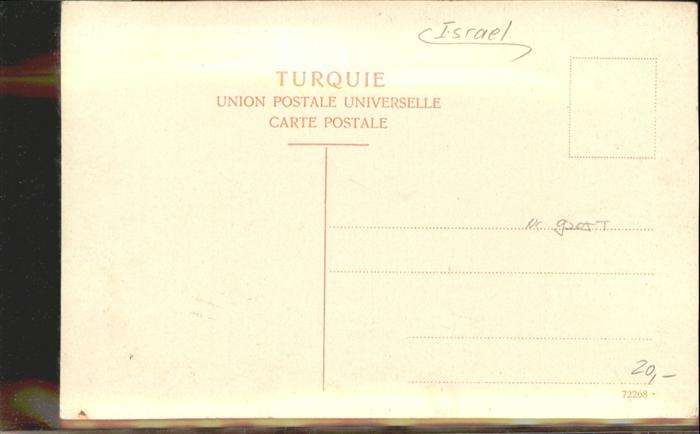 Israel
TURQUIE
UNION POSTALE UNIVERSELLE
CARTE POSTALE
20,-
72268